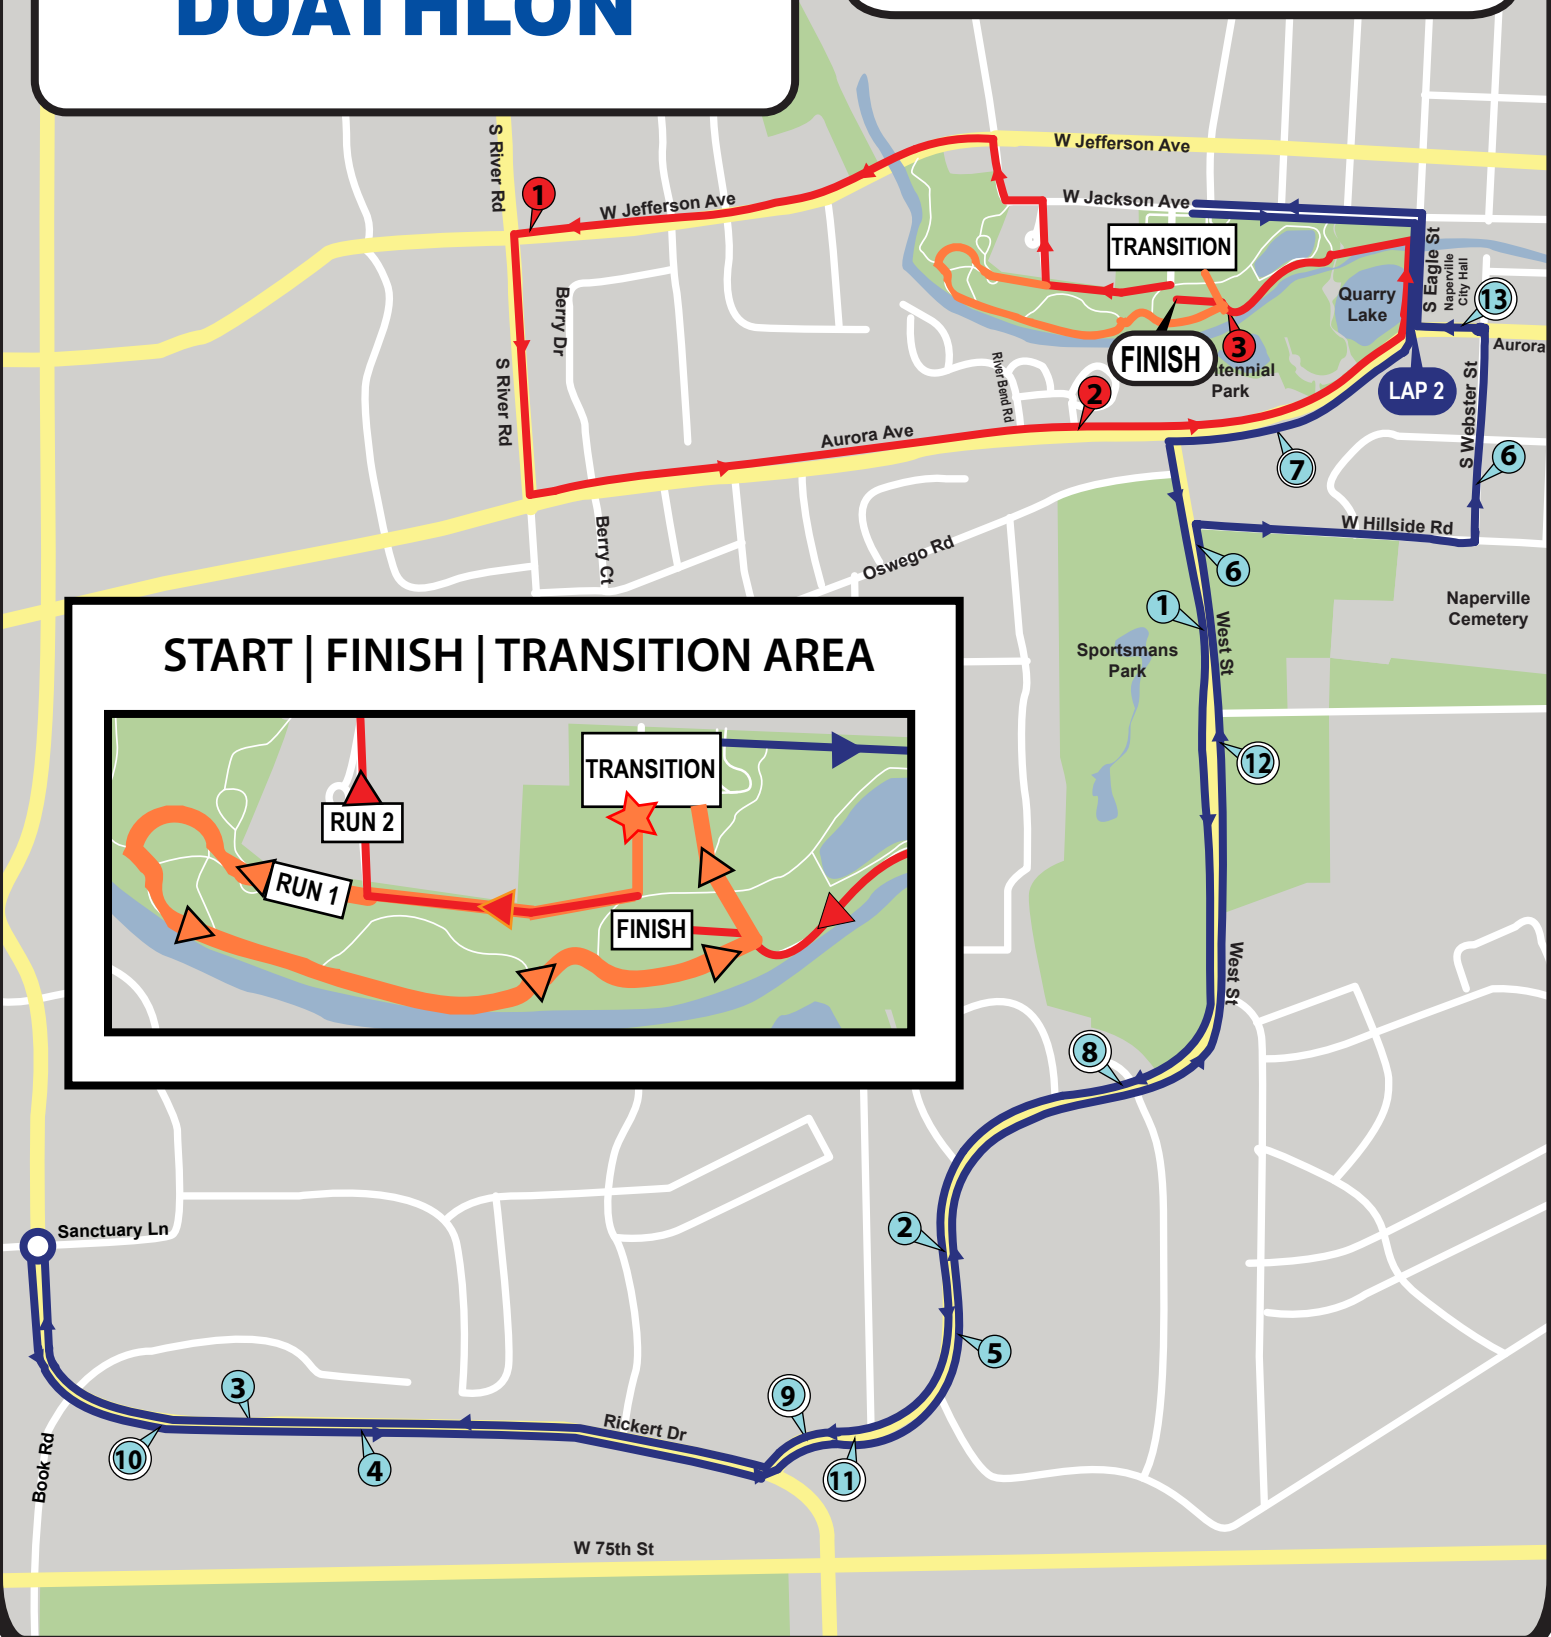 DUATHLON
S River Rd
1
W Jefferson Ave
W Jefferson Ave
W Jackson Ave
TRANSITION
S Eagle St
Naperville
City Hall
Quarry
Lake
13
Aurora
Berry Dr
S River Rd
River Bend Rd
FINISH
3
ntennial
Park
LAP 2
2
S Webster St
Aurora Ave
7
6
W Hillside Rd
Berry Ct
Oswego Rd
6
1
West St
Naperville
Cemetery
Sportsmans
Park
START | FINISH | TRANSITION AREA
TRANSITION
RUN 2
RUN 1
FINISH
12
West St
8
Sanctuary Ln
2
5
3
9
Rickert Dr
10
4
11
Book Rd
W 75th St